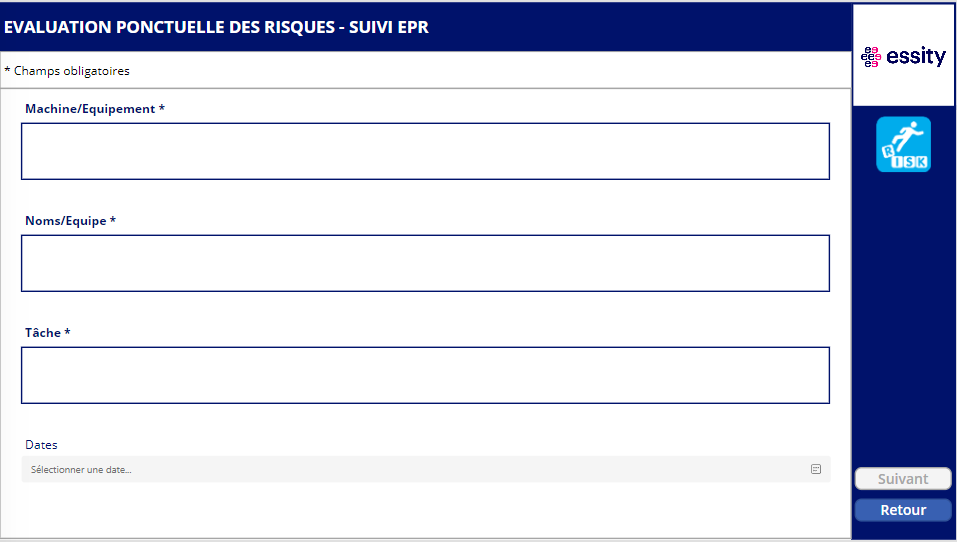 EVALUATION PONCTUELLE DES RISQUES - SUIVI EPR
essity
* Champs obligatoires
Machine/Equipement *
RISK
Noms/Equipe *
Tâche *
Dates
Sélectionner une date...
Suivant
Retour